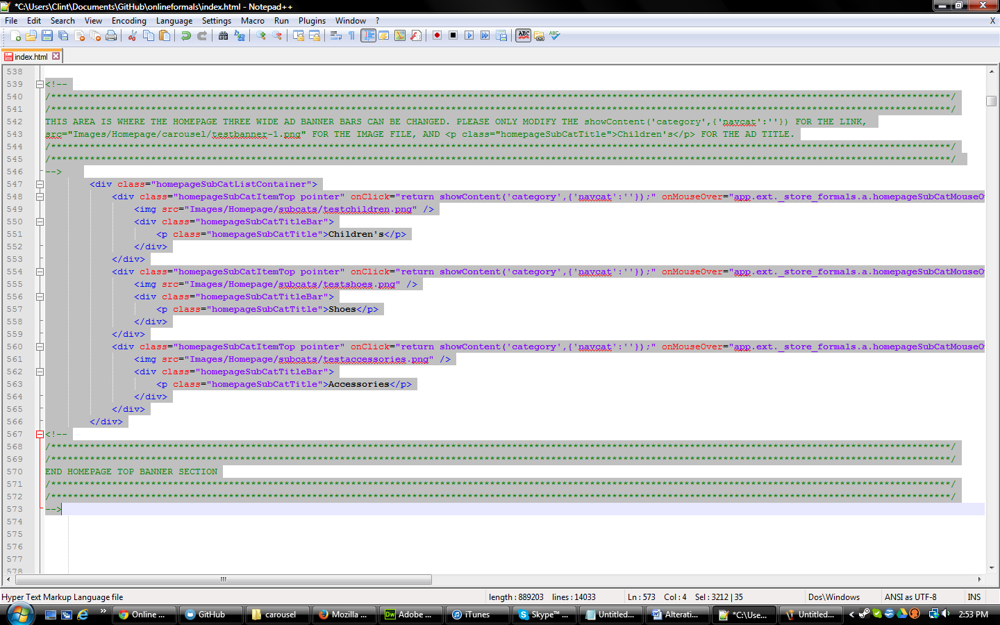 *C:\Users\Clint\Documents\GitHub\onlineformals\index.html - Notepad++
File Edit Search View Encoding Language Settings Macro Run Plugins Window ? X
index.html
538
539 <!--
540 /******************************************************************************************************************************************************************/
541 /******************************************************************************************************************************************************************/
542 THIS AREA IS WHERE THE HOMEPAGE THREE WIDE AD BANNER BARS CAN BE CHANGED. PLEASE ONLY MODIFY THE showContent('category',{'navcat':''}) FOR THE LINK,
543 src="Images/Homepage/carousel/testbanner-1.png" FOR THE IMAGE FILE, AND <p class="homepageSubCatTitle">Children's</p> FOR THE AD TITLE.
544 /******************************************************************************************************************************************************************/
545 /******************************************************************************************************************************************************************/
546 -->
547 <div class="homepageSubCatListContainer">
548 <div class="homepageSubCatItemTop pointer" onClick="return showContent('category',{'navcat':''});" onMouseOver="app.ext._store_formals.a.homepageSubCatMouseO
549 <img src="Images/Homepage/subcats/testchildren.png" />
550 <div class="homepageSubCatTitleBar">
551 <p class="homepageSubCatTitle">Children's</p>
552 </div>
553 </div>
554 <div class="homepageSubCatItemTop pointer" onClick="return showContent('category',{'navcat':''});" onMouseOver="app.ext._store_formals.a.homepageSubCatMouseO
555 <img src="Images/Homepage/subcats/testshoes.png" />
556 <div class="homepageSubCatTitleBar">
557 <p class="homepageSubCatTitle">Shoes</p>
558 </div>
559 </div>
560 <div class="homepageSubCatItemTop pointer" onClick="return showContent('category',{'navcat':''});" onMouseOver="app.ext._store_formals.a.homepageSubCatMouseO
561 <img src="Images/Homepage/subcats/testaccessories.png" />
562 <div class="homepageSubCatTitleBar">
563 <p class="homepageSubCatTitle">Accessories</p>
564 </div>
565 </div>
566 </div>
567 <!--
568 /******************************************************************************************************************************************************************/
569 /******************************************************************************************************************************************************************/
570 END HOMEPAGE TOP BANNER SECTION
571 /******************************************************************************************************************************************************************/
572 /******************************************************************************************************************************************************************/
573 -->
574
575
576
577
578
Hyper Text Markup Language file length : 889203 lines : 14033 Ln : 573 Col : 4 Sel : 3212 | 35 Dos\Windows ANSI as UTF-8 INS
» Online ... GitHub carousel Mozilla ... Dw Adobe ... iTunes Skype™ ... Untitled... Alterati... *C:\Use... Untitled... < 2:53 PM